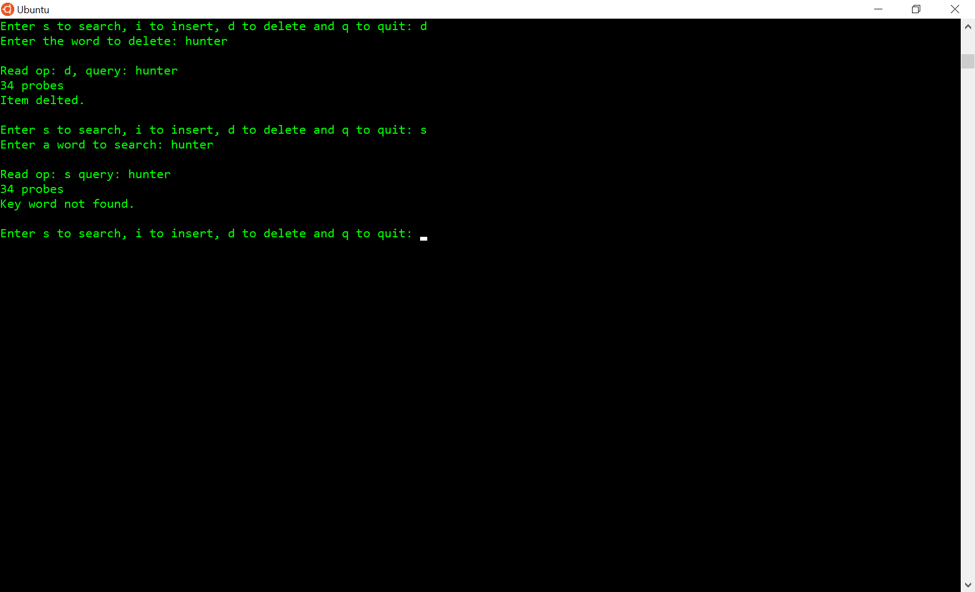 Ubuntu
Enter s to search, i to insert, d to delete and q to quit: d
Enter the word to delete: hunter
Read op: d, query: hunter
34 probes
Item delted.
Enter s to search, i to insert, d to delete and q to quit: s
Enter a word to search: hunter
Read op: s query: hunter
34 probes
Key word not found.
Enter s to search, i to insert, d to delete and q to quit: